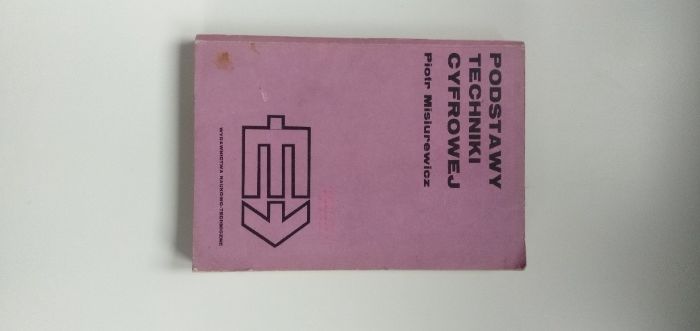 PODSTAWY
TECHNIKI
CYFROWEJ
Piotr Misiurewicz
WYDAWNICTWA NAUKOWO-TECHNICZNE